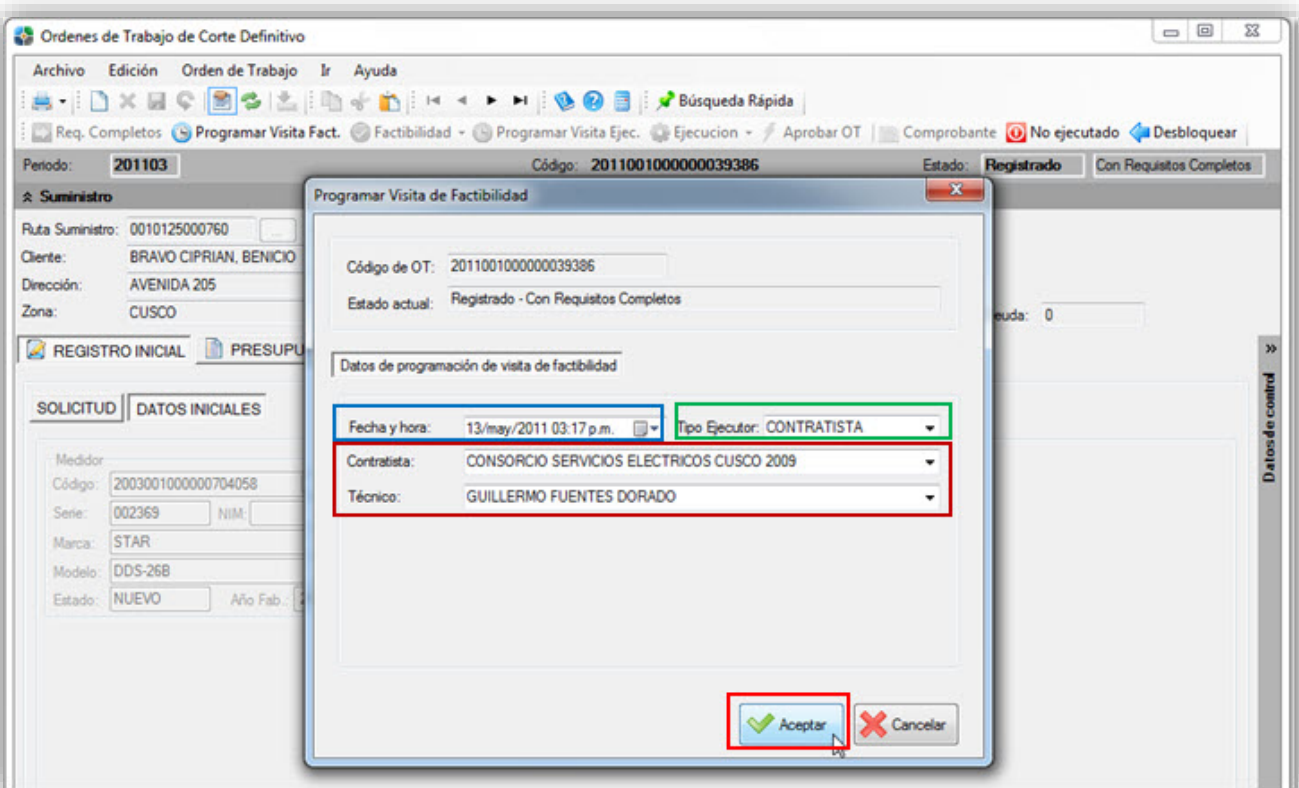 Ordenes de Trabajo de Corte Definitivo
Archivo Edición Orden de Trabajo Ir Ayuda
Búsqueda Rápida
Req. Completos Programar Visita Fact. Factibilidad Programar Visita Ejec. Ejecucion Aprobar OT Comprobante No ejecutado Desbloquear
Periodo: 201103 Código: 2011001000000039386 Estado: Registrado Con Requisitos Completos
Suministro
Ruta Suministro: 0010125000760 ...
Cliente: BRAVO CIPRIAN, BENICIO
Dirección: AVENIDA 205
Zona: CUSCO
euda: 0
REGISTRO INICIAL PRESUPU
SOLICITUD DATOS INICIALES
Medidor
Código: 2003001000000704058
Serie: 002369 NIM:
Marca: STAR
Modelo: DDS-26B
Estado: NUEVO Año Fab.: 2
Programar Visita de Factibilidad
Código de OT: 2011001000000039386
Estado actual: Registrado - Con Requisitos Completos
Datos de programación de visita de factibilidad
Fecha y hora: 13/may/2011 03:17 p.m. Tipo Ejecutor: CONTRATISTA
Contratista: CONSORCIO SERVICIOS ELECTRICOS CUSCO 2009
Técnico: GUILLERMO FUENTES DORADO
Aceptar Cancelar
Datos de control